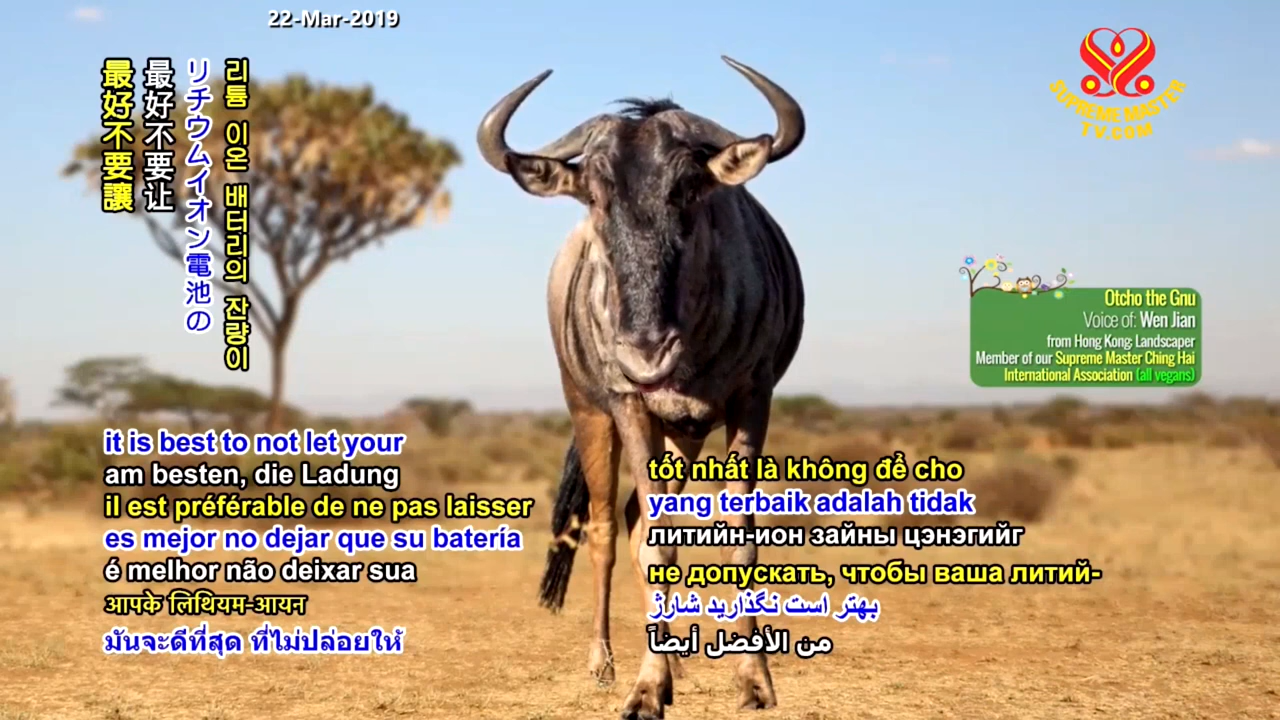 22-Mar-2019
SUPREME MASTER
TV.COM
最好不要讓
最好不要让
リチウムイオン電池の
리튬 이온 배터리의 잔량이
Otcho the Gnu
Voice of: Wen Jian
from Hong Kong: Landscaper
Member of our Supreme Master Ching Hai
International Association (all vegans)
it is best to not let your
am besten, die Ladung
il est préférable de ne pas laisser
es mejor no dejar que su batería
é melhor não deixar sua
आपके लिथियम-आयन
มันจะดีที่สุด ที่ไม่ปล่อยให้
tốt nhất là không để cho
yang terbaik adalah tidak
литийн-ион зайны цэнэгийг
не допускать, чтобы ваша литий-
بهتر است نگذارید شارژ
من الأفضل أيضاً